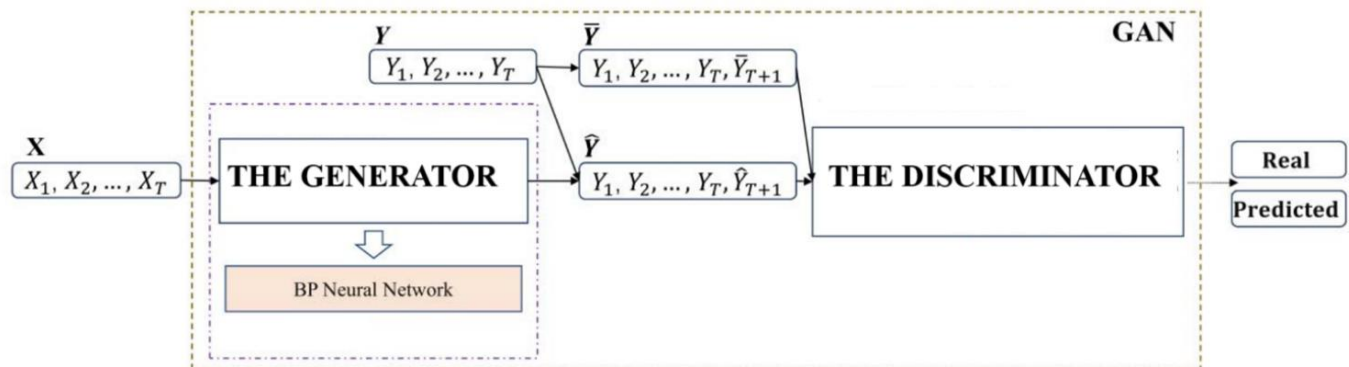 GAN
Y
Y₁, Y₂, ..., Y_T
Ȳ
Y₁, Y₂, ..., Y_T, Ȳ_{T+1}
X
X₁, X₂, ..., X_T
THE GENERATOR
Ŷ
Y₁, Y₂, ..., Y_T, Ŷ_{T+1}
THE DISCRIMINATOR
Real
Predicted
BP Neural Network